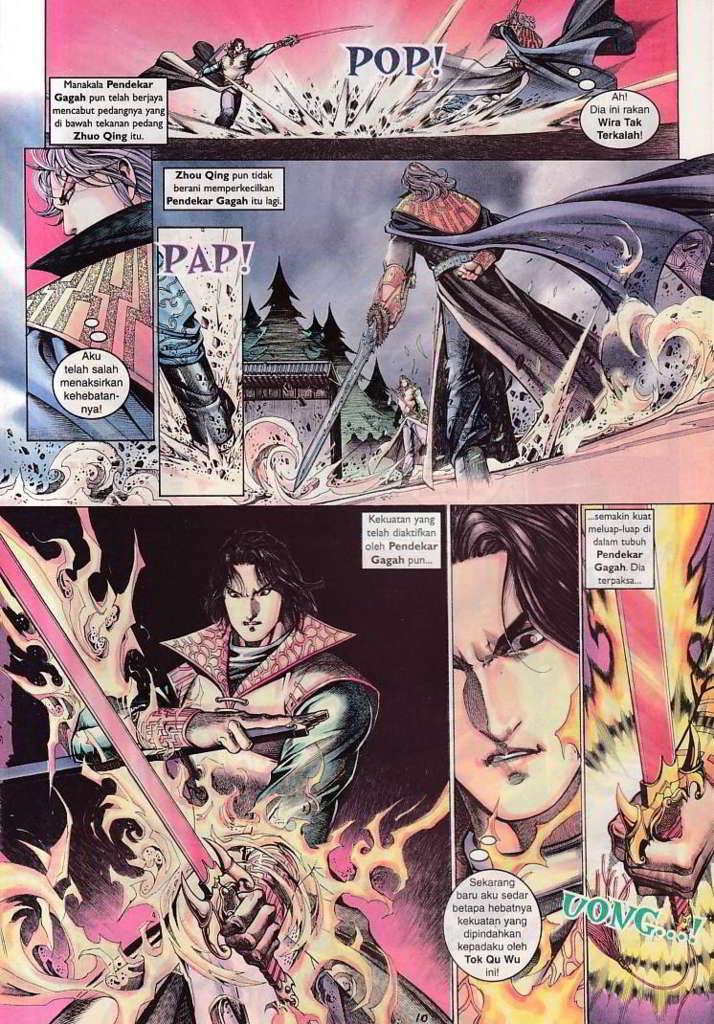 POP!
Manakala Pendekar
Gagah pun telah berjaya
mencabut pedangnya yang
di bawah tekanan pedang
Zhuo Qing itu.
Ah!
Dia ini rakan
Wira Tak
Terkalah!
Zhou Qing pun tidak
berani memperkecilkan
Pendekar Gagah itu lagi.
PAP!
Aku
telah salah
menaksirkan
kehebatan-
nya!
Kekuatan yang
telah diaktifkan
oleh Pendekar
Gagah pun...
...semakin kuat
meluap-luap di
dalam tubuh
Pendekar
Gagah. Dia
terpaksa...
Sekarang
baru aku sedar
betapa hebatnya
kekuatan yang
dipindahkan
kepadaku oleh
Tok Qu Wu
ini!
UONG...!
10